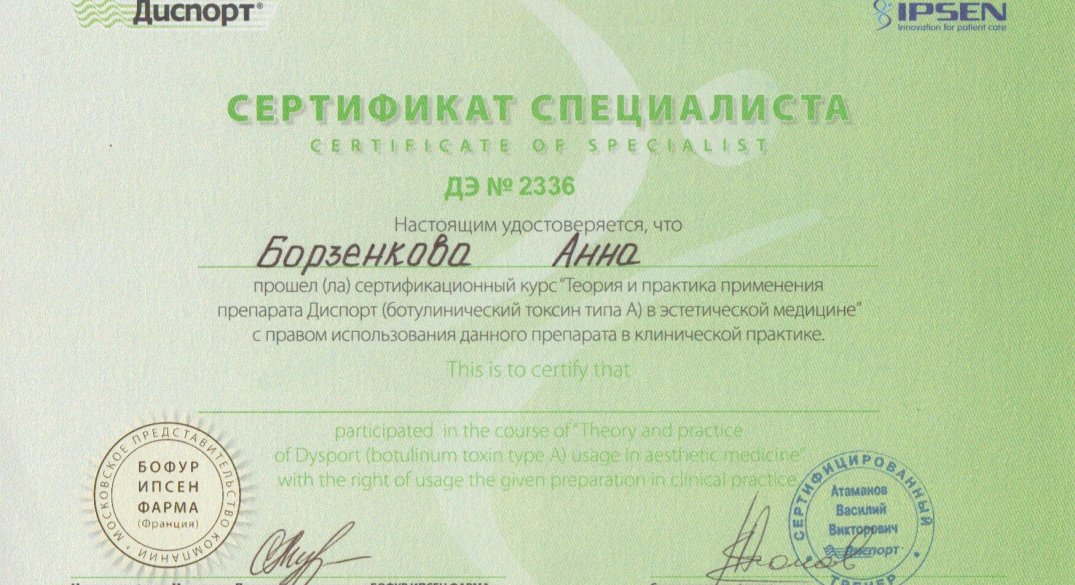 Диспорт®
IPSEN
Innovation for patient care
СЕРТИФИКАТ СПЕЦИАЛИСТА
CERTIFICATE OF SPECIALIST
ДЭ № 2336
Настоящим удостоверяется, что
Борзенкова Анна
прошел (ла) сертификационный курс "Теория и практика применения
препарата Диспорт (ботулинический токсин типа А) в эстетической медицине"
с правом использования данного препарата в клинической практике.
This is to certify that
participated in the course of "Theory and practice
of Dysport (botulinum toxin type A) usage in aesthetic medicine"
with the right of usage the given preparation in clinical practice
МОСКОВСКОЕ ПРЕДСТАВИТЕЛЬСТВО КОМПАНИИ
БОФУР
ИПСЕН
ФАРМА
(Франция)
СЕРТИФИЦИРОВАННЫЙ
Атаманов
Василий
Викторович
Диспорт
ТРЕНЕР
БОФУР ИПСЕН ФАРМА